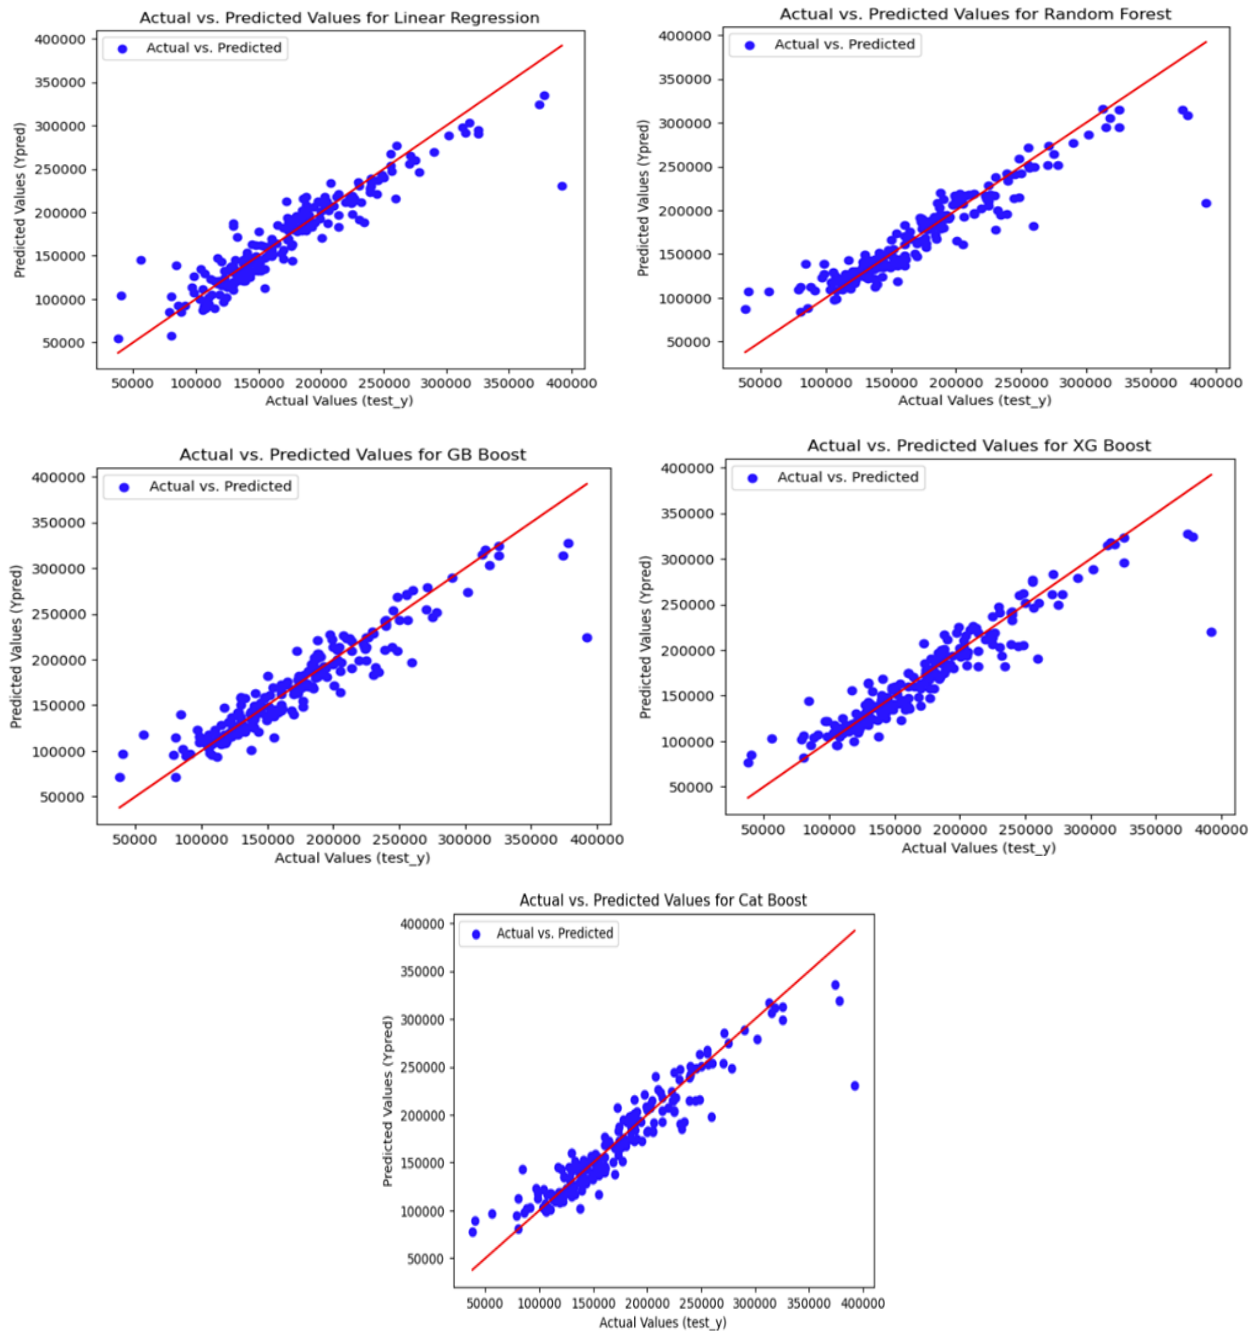 Actual vs. Predicted Values for Linear Regression
Actual vs. Predicted
Predicted Values (Ypred)
400000
350000
300000
250000
200000
150000
100000
50000
50000 100000 150000 200000 250000 300000 350000 400000
Actual Values (test_y)
Actual vs. Predicted Values for Random Forest
Actual vs. Predicted
Predicted Values (Ypred)
400000
350000
300000
250000
200000
150000
100000
50000
50000 100000 150000 200000 250000 300000 350000 400000
Actual Values (test_y)
Actual vs. Predicted Values for GB Boost
Actual vs. Predicted
Predicted Values (Ypred)
400000
350000
300000
250000
200000
150000
100000
50000
50000 100000 150000 200000 250000 300000 350000 400000
Actual Values (test_y)
Actual vs. Predicted Values for XG Boost
Actual vs. Predicted
Predicted Values (Ypred)
400000
350000
300000
250000
200000
150000
100000
50000
50000 100000 150000 200000 250000 300000 350000 400000
Actual Values (test_y)
Actual vs. Predicted Values for Cat Boost
Actual vs. Predicted
Predicted Values (Ypred)
400000
350000
300000
250000
200000
150000
100000
50000
50000 100000 150000 200000 250000 300000 350000 400000
Actual Values (test_y)